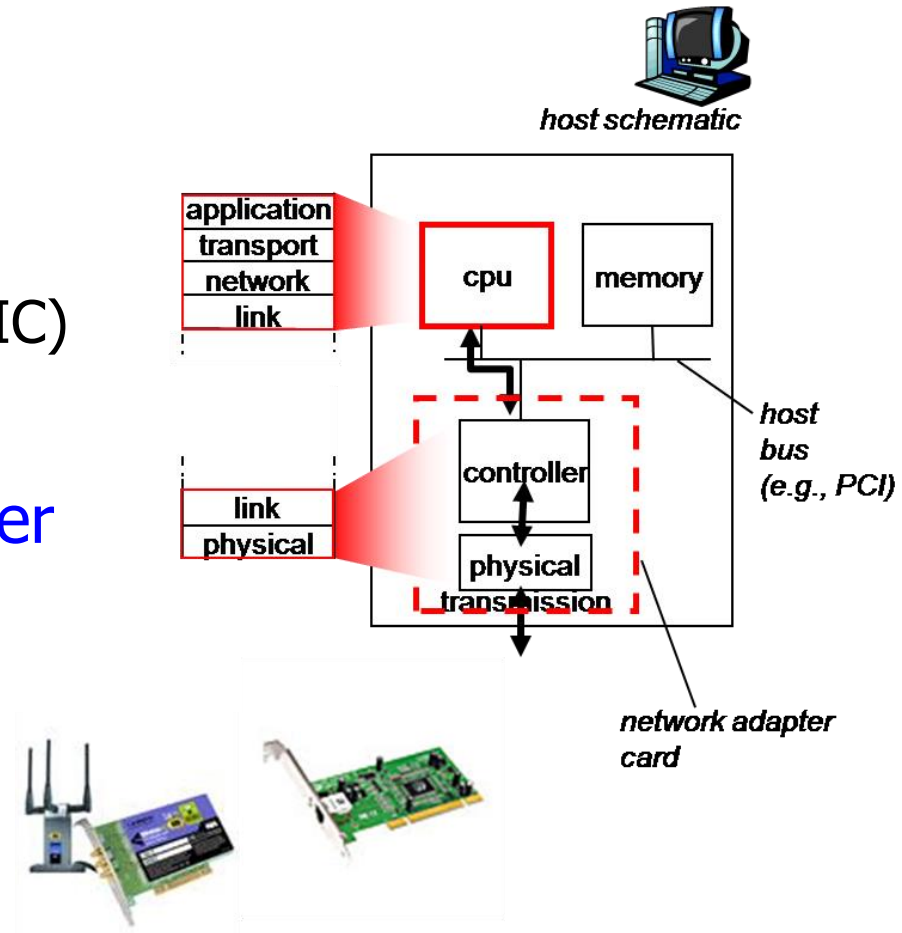 host schematic
application
transport
network
link
cpu
memory
IC)
host
bus
(e.g., PCI)
controller
link
physical
er
physical
transmission
network adapter
card